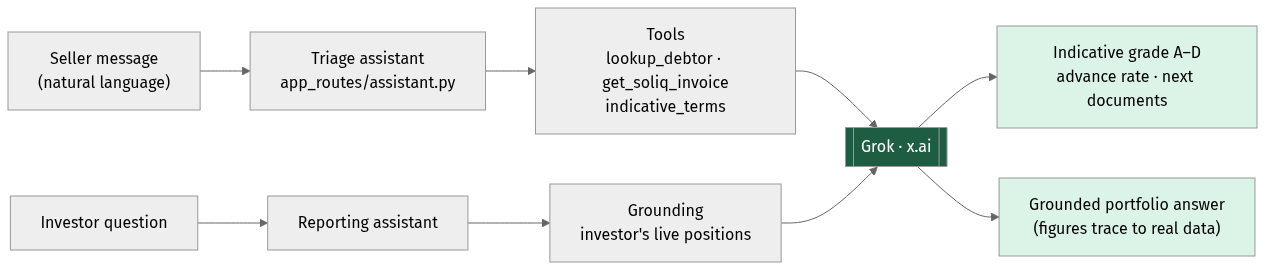 Seller message
(natural language)
Triage assistant
app_routes/assistant.py
Tools
lookup_debtor ·
get_soliq_invoice
indicative_terms
Grok · x.ai
Indicative grade A–D
advance rate · next
documents
Investor question
Reporting assistant
Grounding
investor's live positions
Grounded portfolio answer
(figures trace to real data)